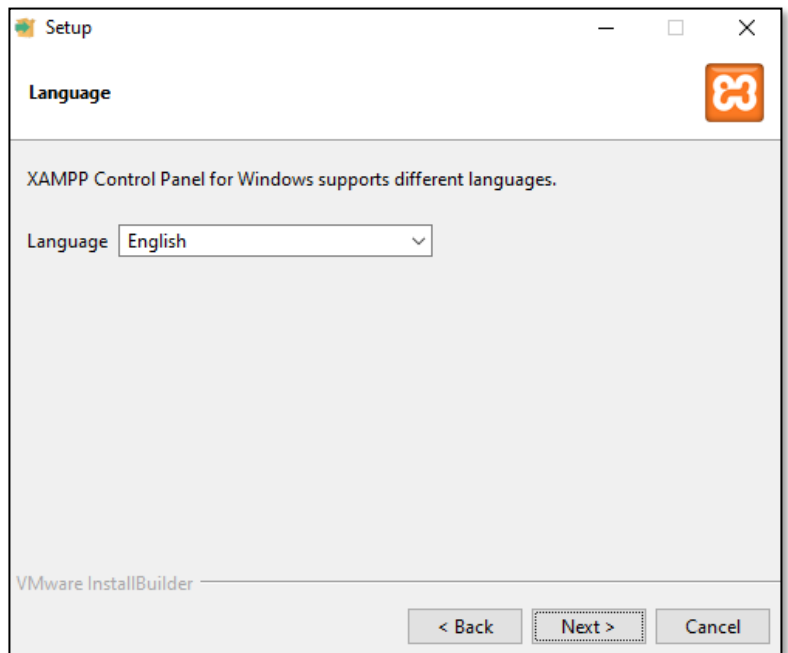 Setup
Language
XAMPP Control Panel for Windows supports different languages.
Language English
VMware InstallBuilder
< Back Next > Cancel